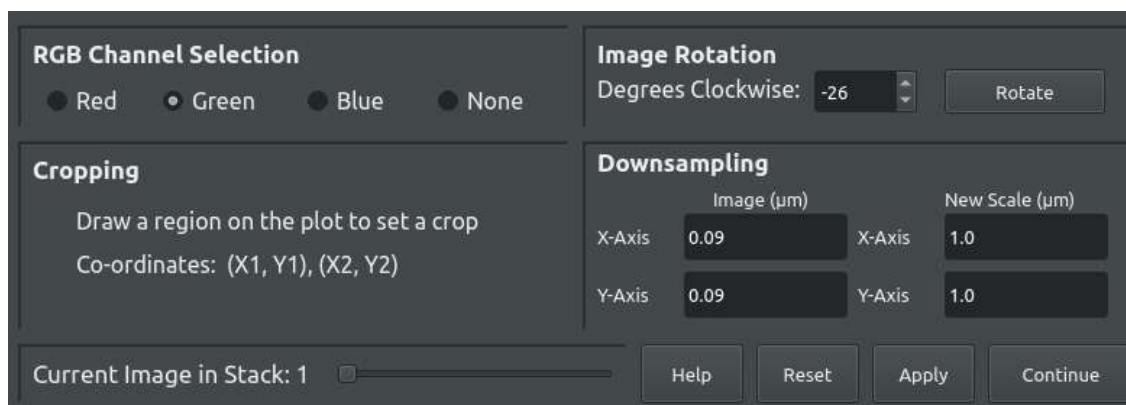 RGB Channel Selection
Red Green Blue None
Image Rotation
Degrees Clockwise: -26 Rotate
Cropping
Draw a region on the plot to set a crop
Co-ordinates: (X1, Y1), (X2, Y2)
Downsampling
Image (µm) New Scale (µm)
X-Axis 0.09 X-Axis 1.0
Y-Axis 0.09 Y-Axis 1.0
Current Image in Stack: 1 Help Reset Apply Continue